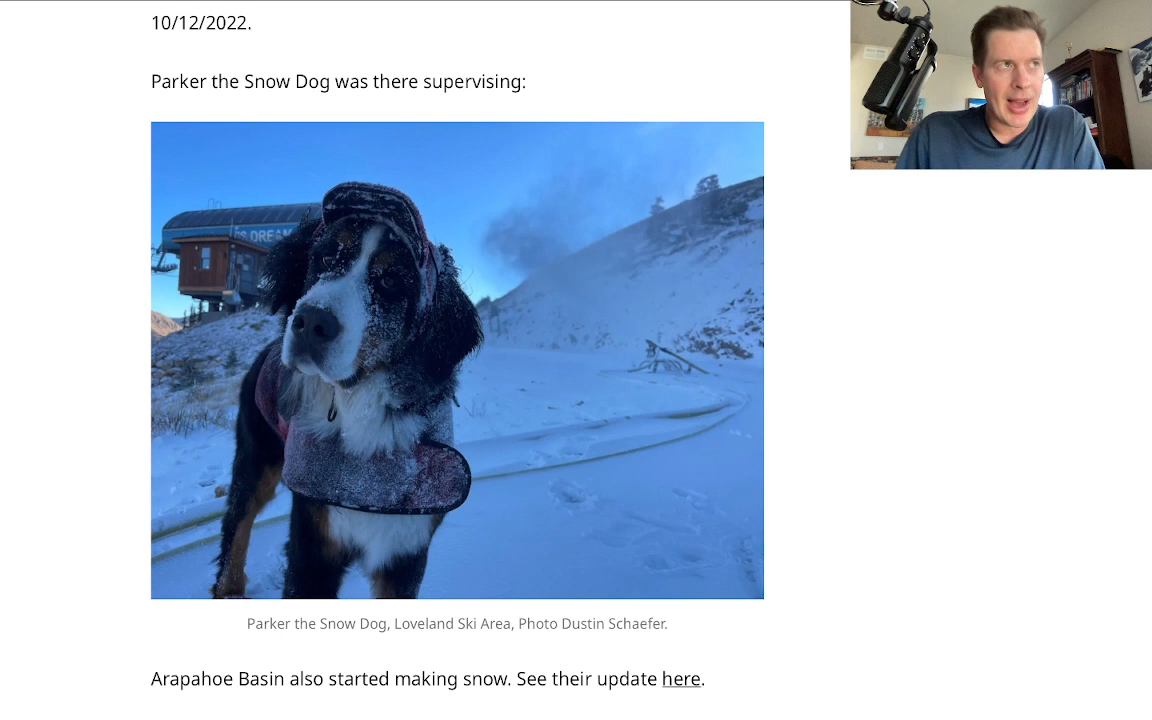 10/12/2022.
Parker the Snow Dog was there supervising:
Parker the Snow Dog, Loveland Ski Area, Photo Dustin Schaefer.
Arapahoe Basin also started making snow. See their update here.